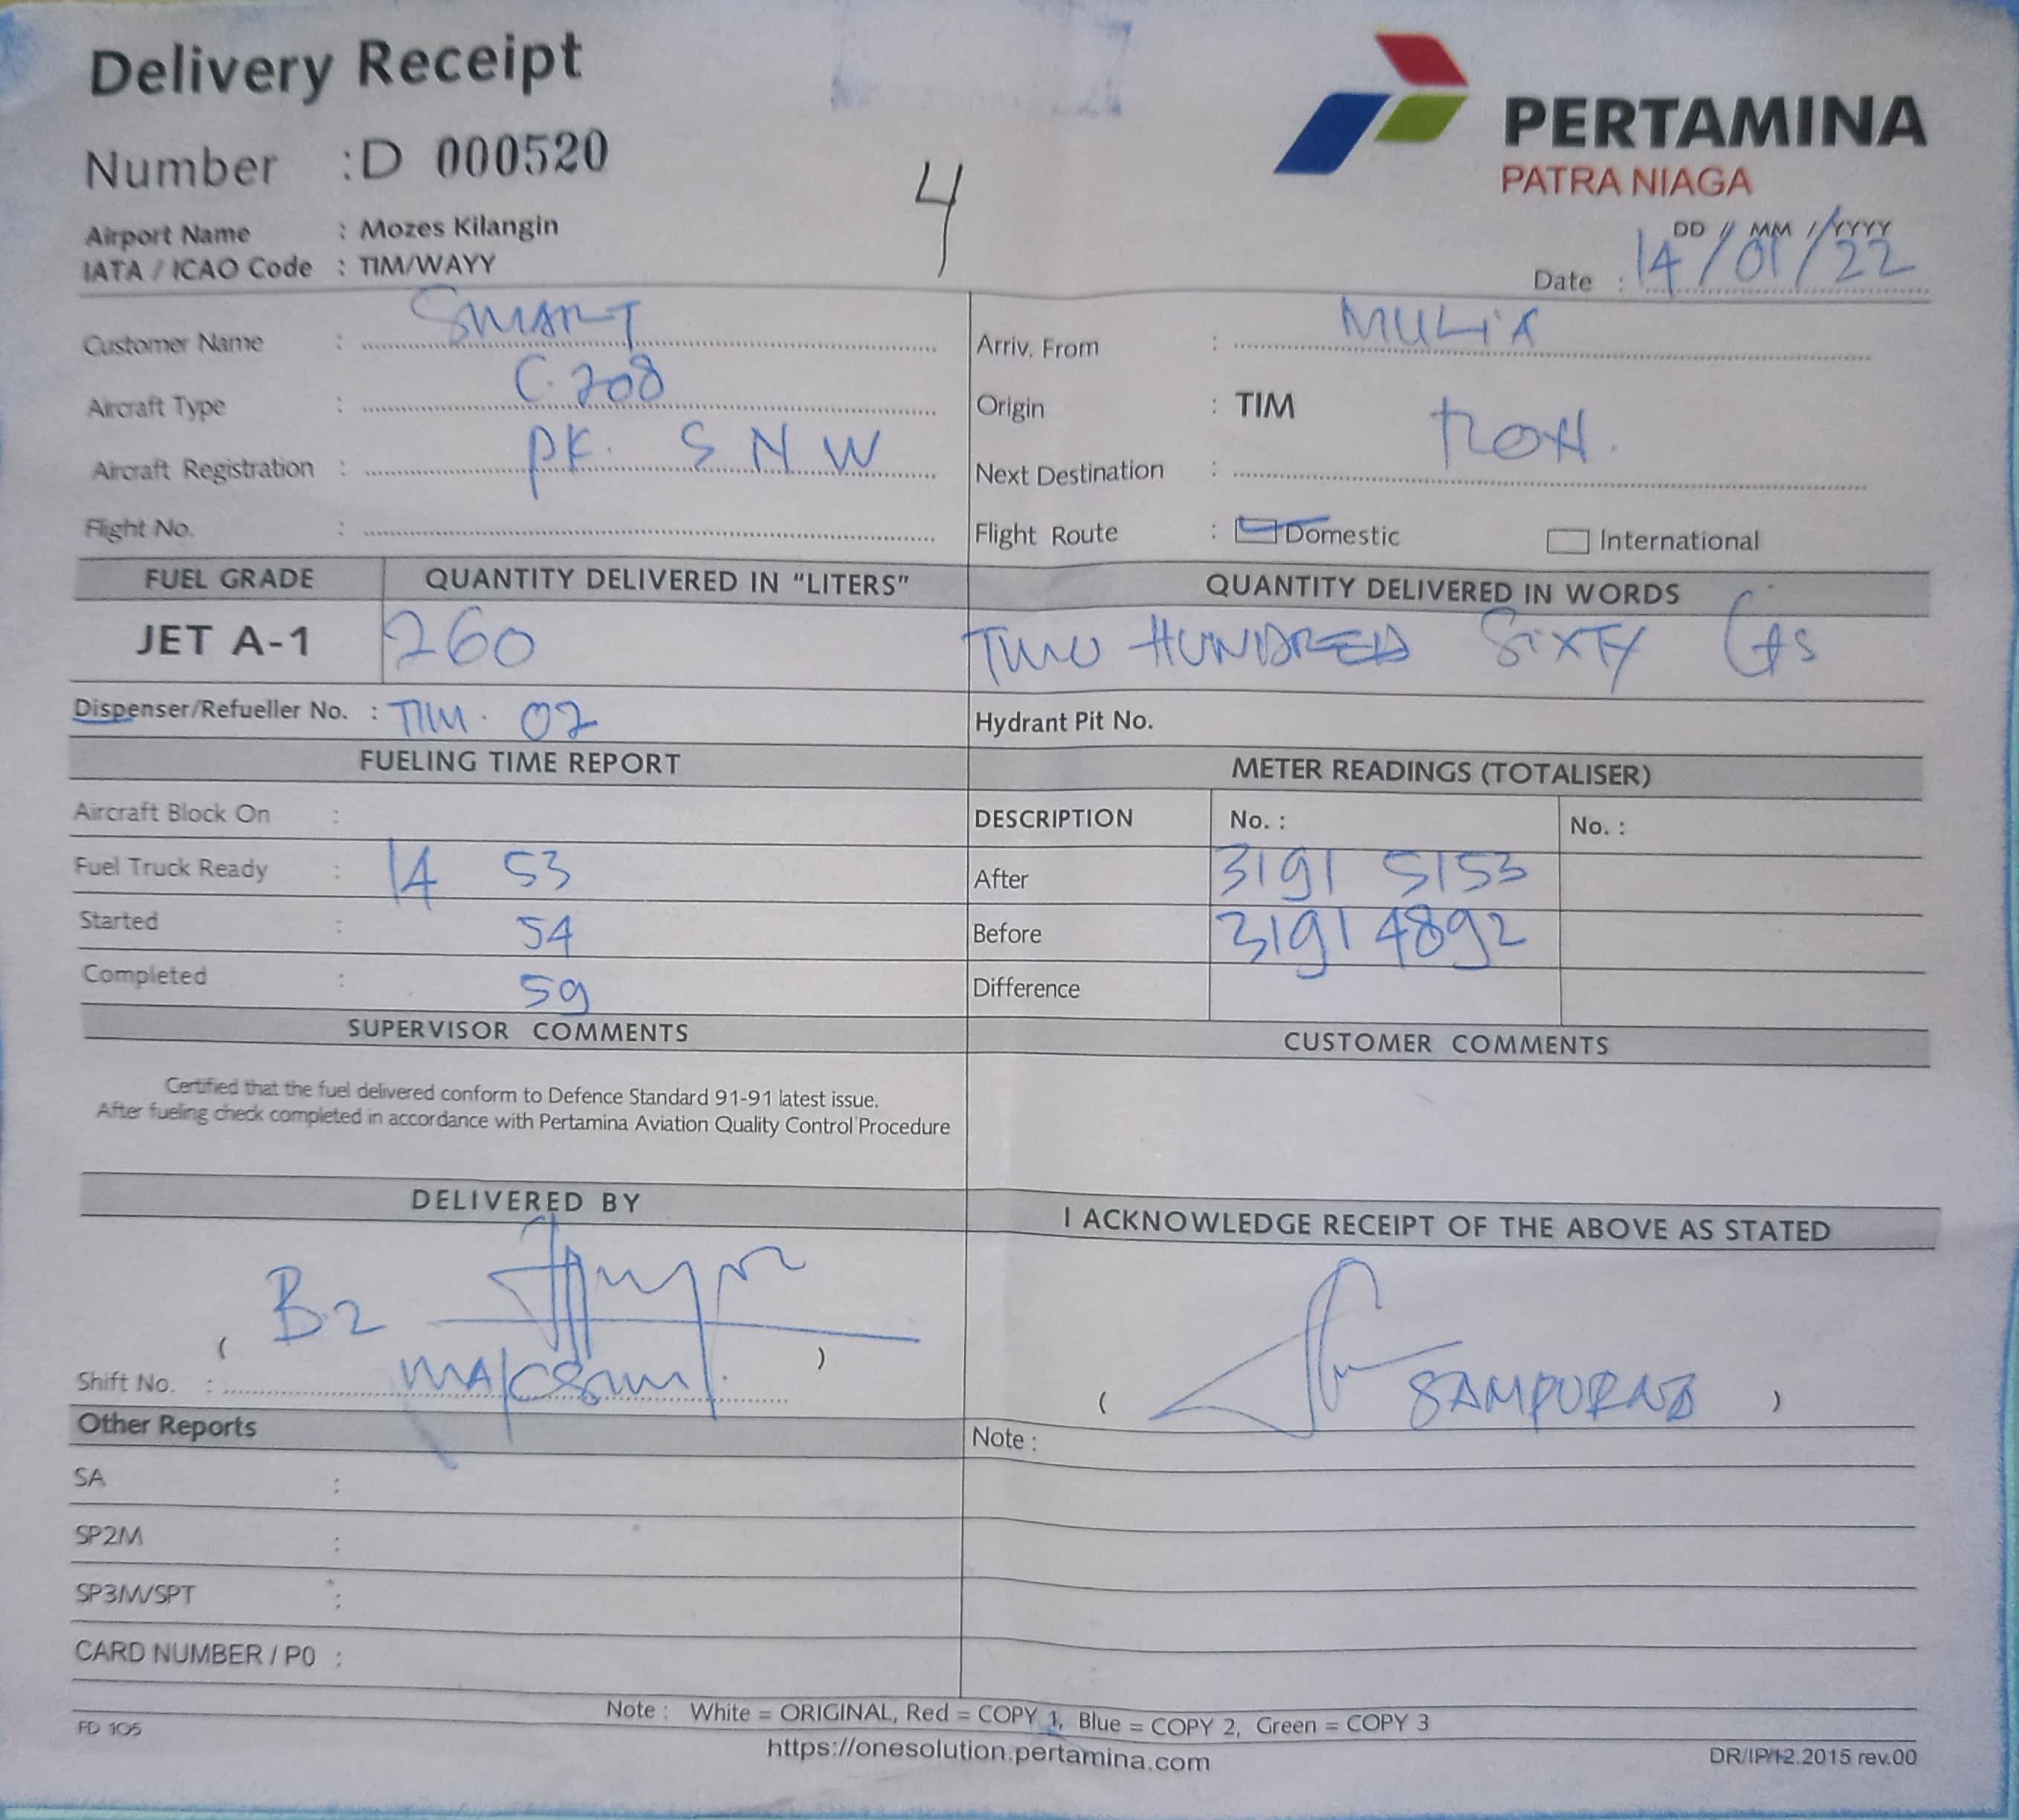 Delivery Receipt
PERTAMINA
PATRA NIAGA
Number : D 000520
4
Airport Name : Mozes Kilangin
IATA / ICAO Code : TIM/WAYY
DD / MM / YYYY
Date : 14/01/22
Customer Name : SMART
Arriv. From : MULIA
Aircraft Type : C.208
Origin : TIM
Aircraft Registration : PK. SNW
Next Destination :
Flight No. :
Flight Route : Domestic International
FUEL GRADE QUANTITY DELIVERED IN "LITERS" QUANTITY DELIVERED IN WORDS
JET A-1 260 TWO HUNDRED SIXTY
Dispenser/Refueller No. : TIM. 02
Hydrant Pit No.
FUELING TIME REPORT METER READINGS (TOTALISER)
Aircraft Block On :
DESCRIPTION No. : No. :
Fuel Truck Ready : 14 53
After 3191 5153
Started : 54
Before 3191 4892
Completed : 59
Difference
SUPERVISOR COMMENTS CUSTOMER COMMENTS
Certified that the fuel delivered conform to Defence Standard 91-91 latest issue.
After fueling check completed in accordance with Pertamina Aviation Quality Control Procedure
DELIVERED BY I ACKNOWLEDGE RECEIPT OF THE ABOVE AS STATED
B2
( )
Shift No. :
( SAMPURNO )
Other Reports
Note :
SA :
SP2M :
SP3M/SPT :
CARD NUMBER / P0 :
Note : White = ORIGINAL, Red = COPY 1, Blue = COPY 2, Green = COPY 3
FD 105
https://onesolution.pertamina.com
DR/IP/12.2015 rev.00